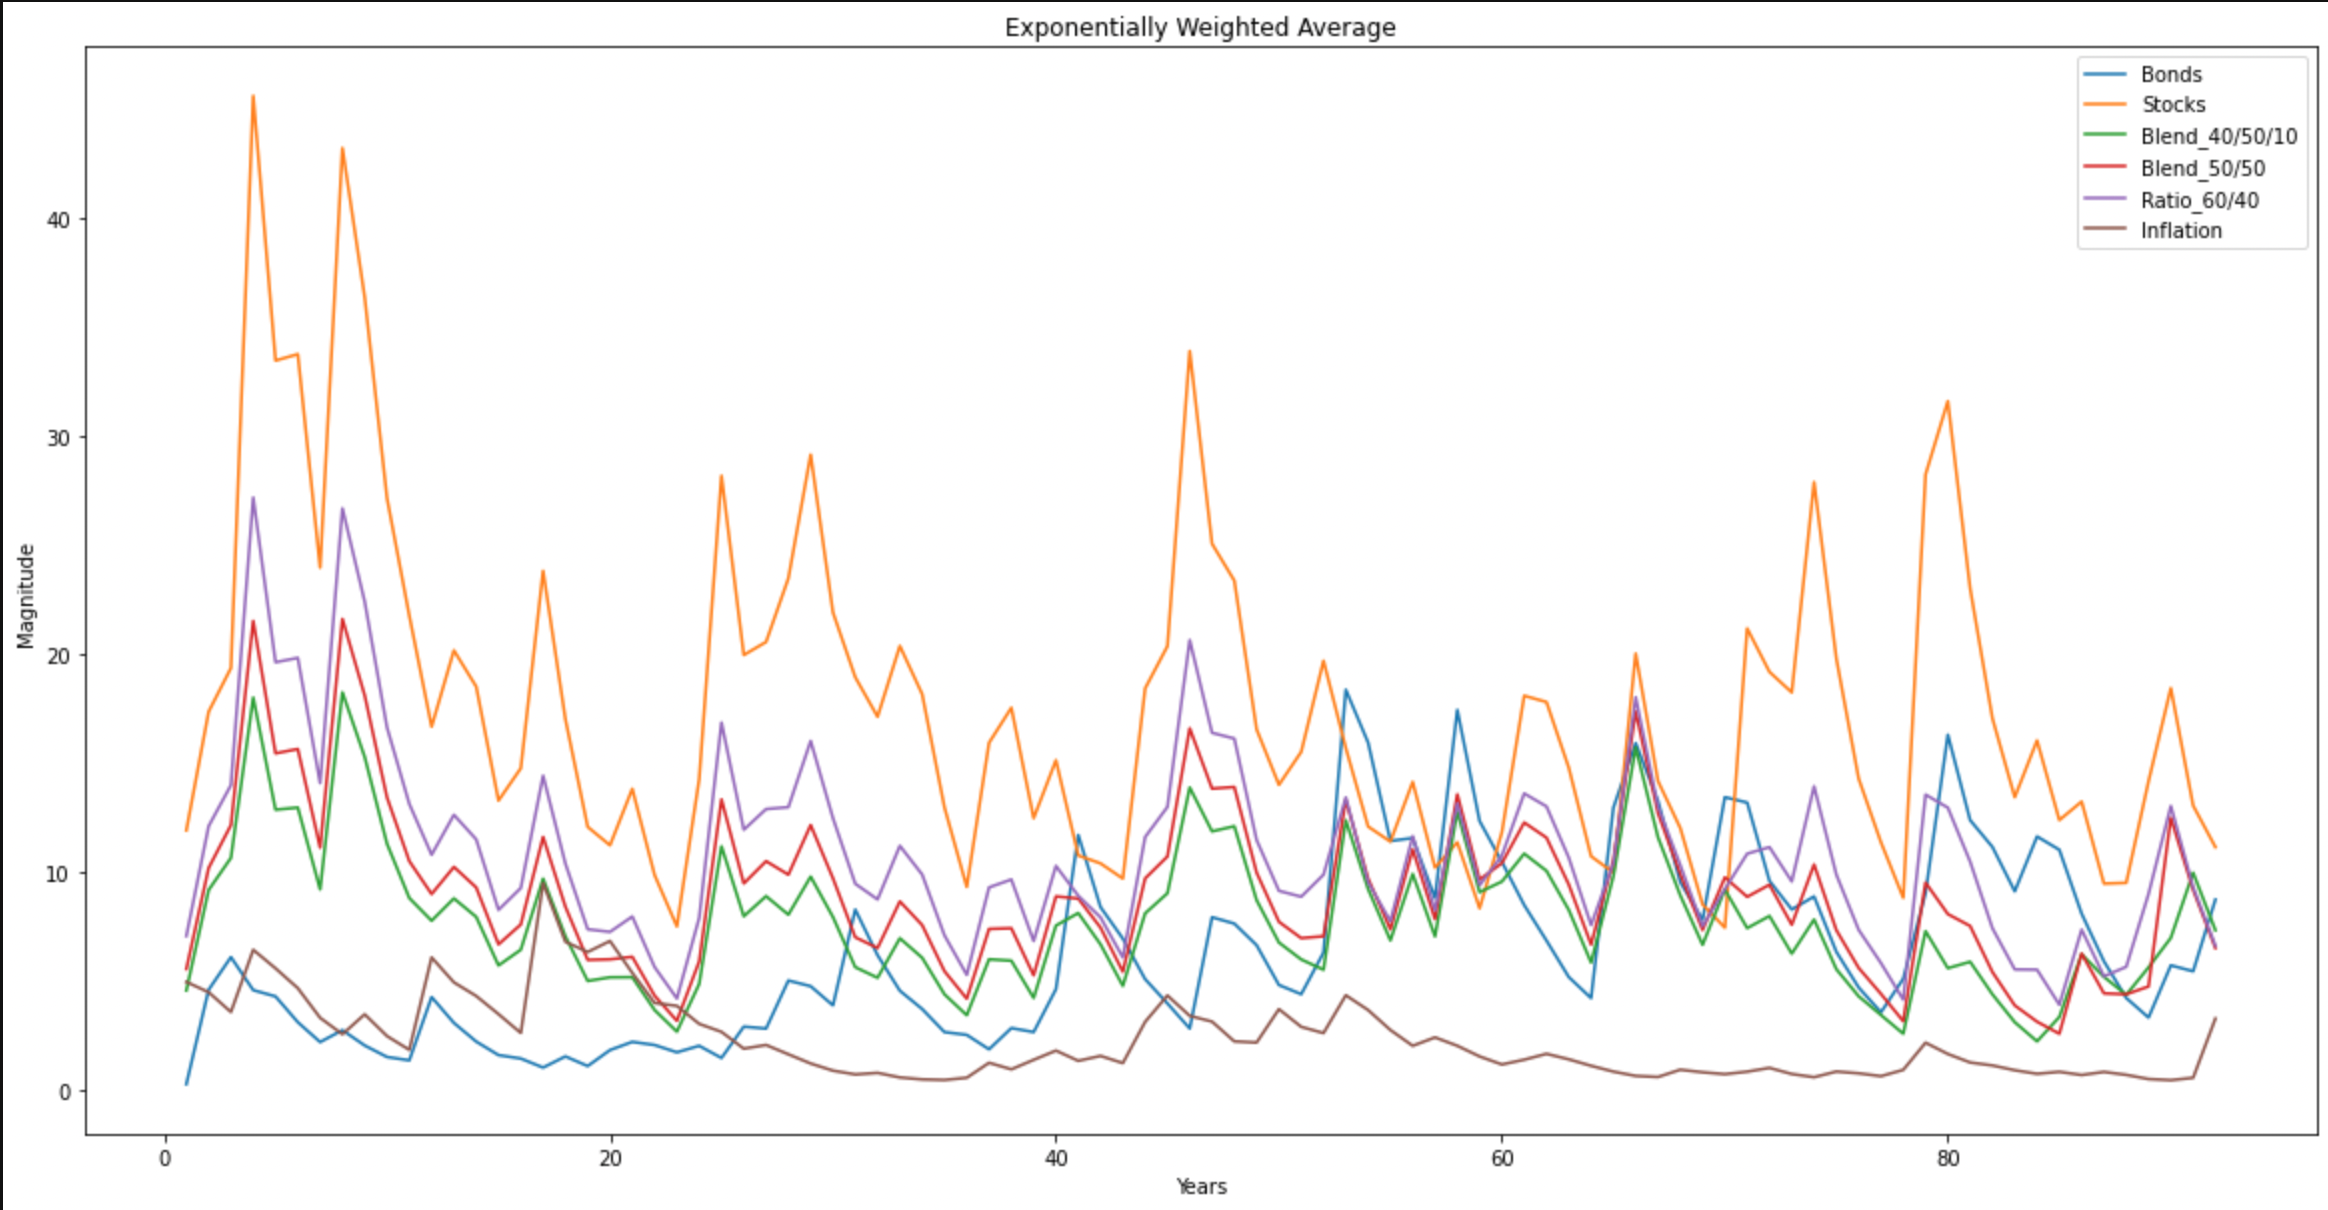 Exponentially Weighted Average
Bonds
Stocks
Blend_40/50/10
Blend_50/50
Ratio_60/40
Inflation
40
30
20
10
0
Magnitude
0 20 40 60 80
Years